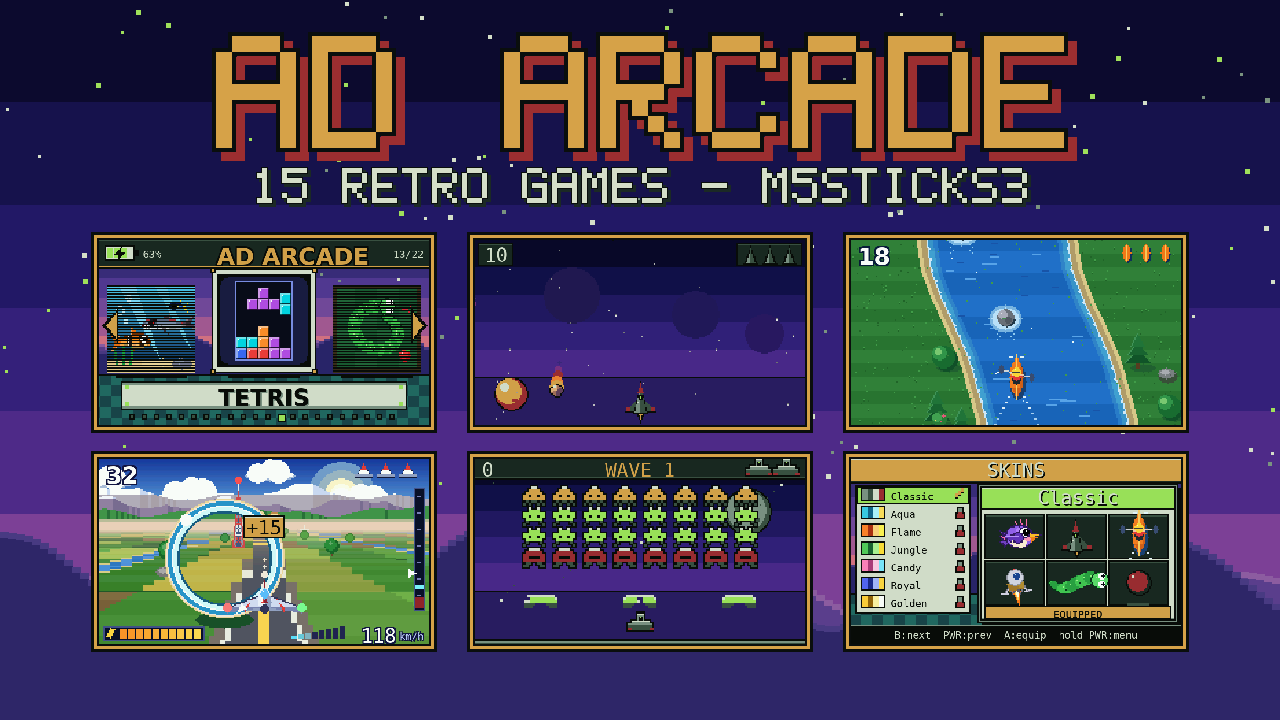 AD ARCADE
15 RETRO GAMES - M5STICKS3
63%
AD ARCADE
13/22
TETRIS
10
18
32
+15
118 km/h
0
WAVE 1
SKINS
Classic
Aqua
Flame
Jungle
Candy
Royal
Golden
Classic
EQUIPPED
B:next PWR:prev A:equip hold PWR:menu